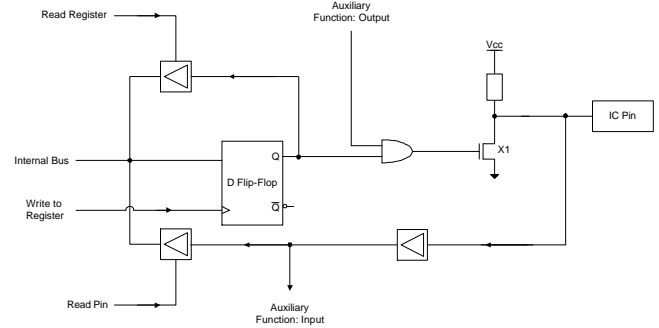 Read Register
Auxiliary
Function: Output
Vcc
IC Pin
Internal Bus
Q
D Flip-Flop
X1
Write to
Register
Q
Read Pin
Auxiliary
Function: Input